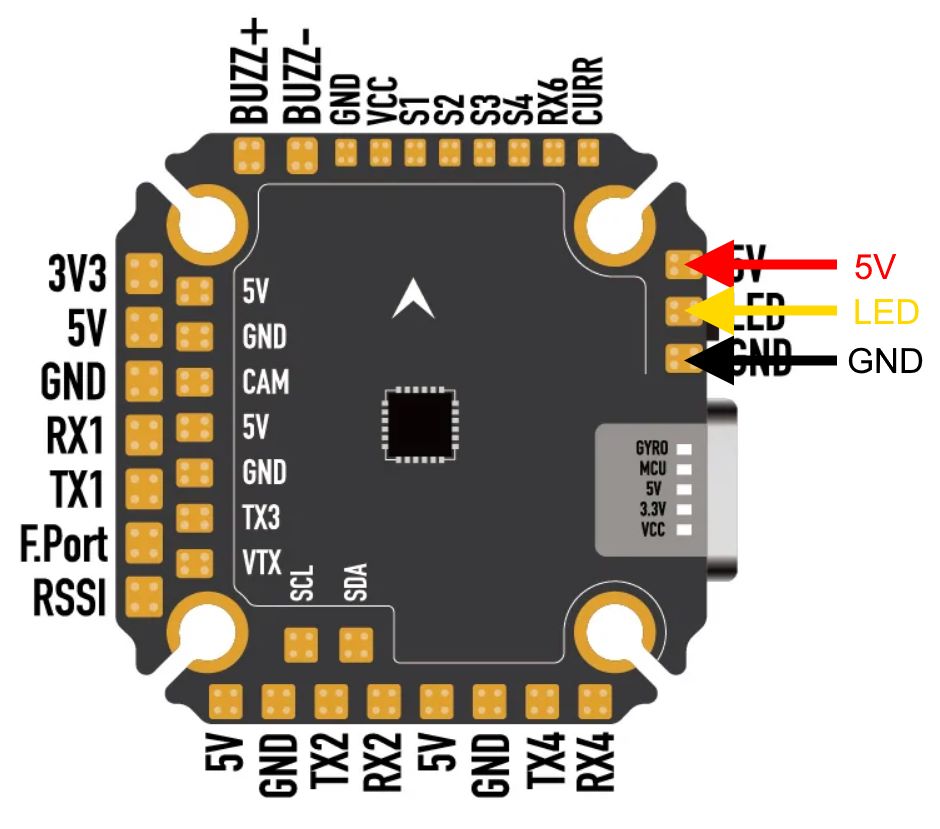 BUZZ+
BUZZ-
GND
VCC
S1
S2
S3
S4
RX6
CURR
3V3
5V
GND
RX1
TX1
F.Port
RSSI
5V
GND
CAM
5V
GND
TX3
VTX
SCL
SDA
5V
LED
GND
5V
LED
GND
GYRO
MCU
5V
3.3V
VCC
5V
GND
TX2
RX2
5V
GND
TX4
RX4